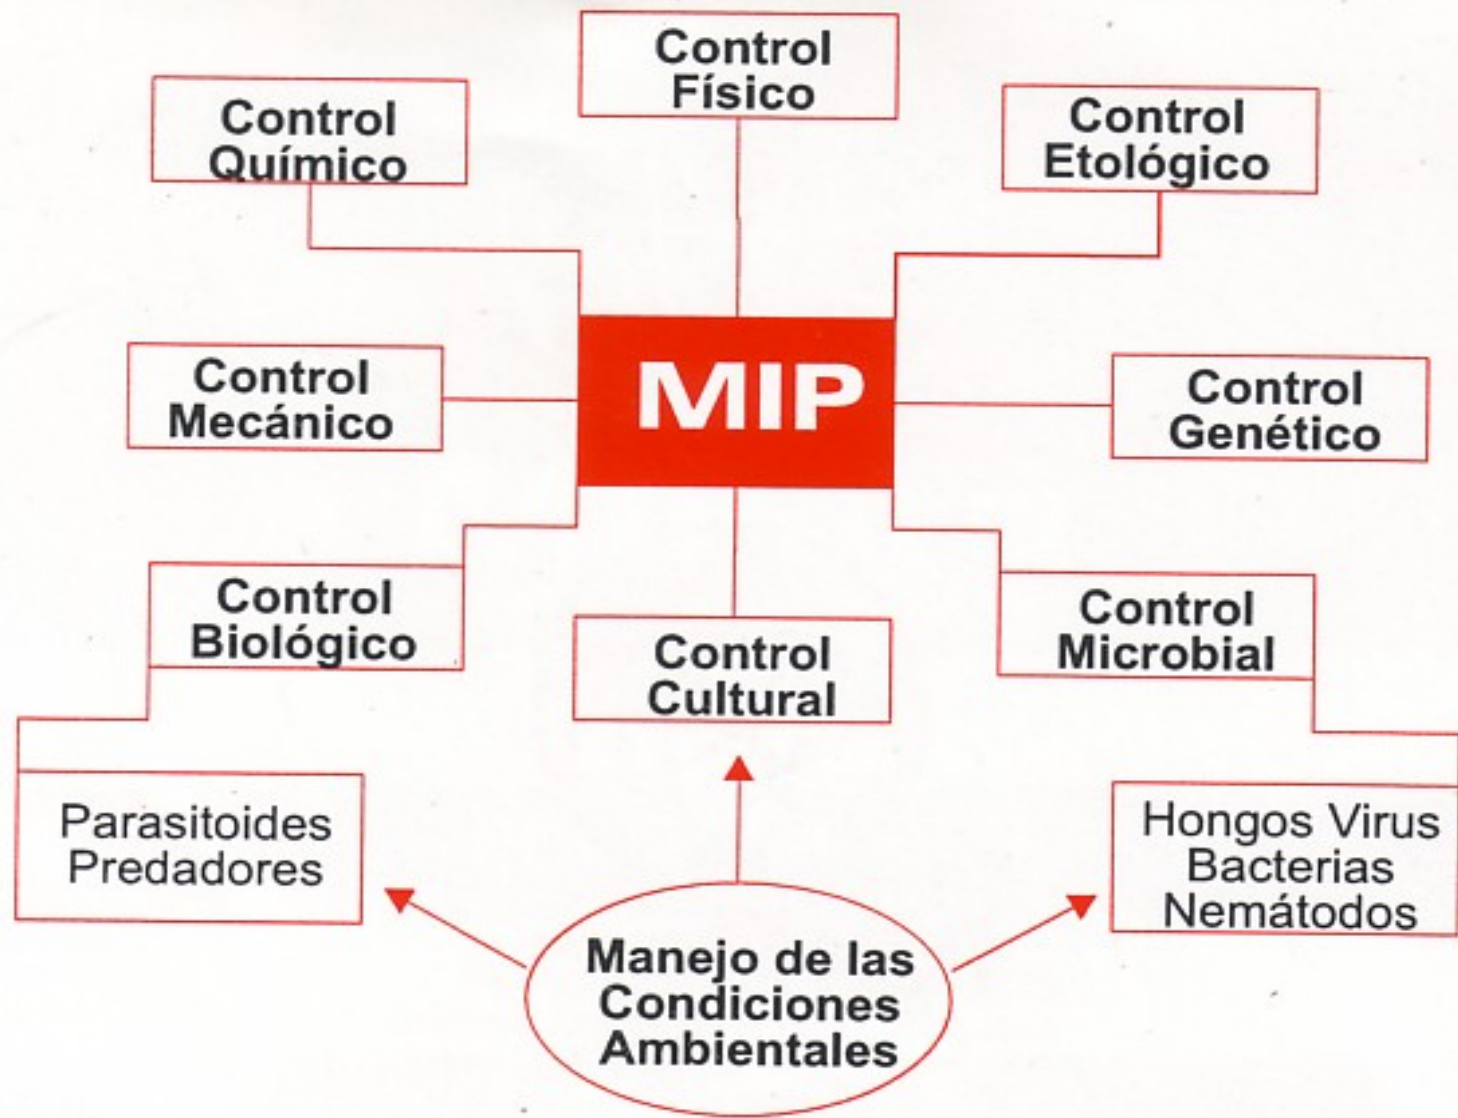 Control
Físico
Control
Químico
Control
Etológico
MIP
Control
Mecánico
Control
Genético
Control
Biológico
Control
Cultural
Control
Microbial
Parasitoides
Predadores
Hongos Virus
Bacterias
Nemátodos
Manejo de las
Condiciones
Ambientales